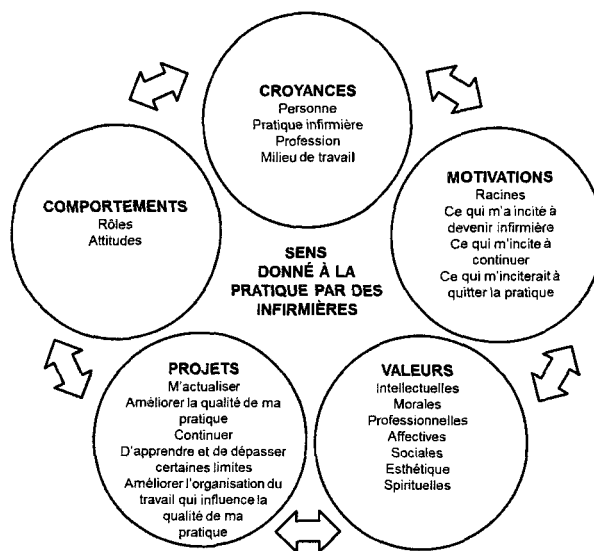 CROYANCES
Personne
Pratique infirmière
Profession
Milieu de travail
MOTIVATIONS
Racines
Ce qui m'a incité à
devenir infirmière
Ce qui m'incite à
continuer
Ce qui m'inciterait à
quitter la pratique
COMPORTEMENTS
Rôles
Attitudes
SENS
DONNÉ À LA
PRATIQUE PAR DES
INFIRMIÈRES
PROJETS
M'actualiser
Améliorer la qualité de ma
pratique
Continuer
D'apprendre et de dépasser
certaines limites
Améliorer l'organisation du
travail qui influence la
qualité de ma
pratique
VALEURS
Intellectuelles
Morales
Professionnelles
Affectives
Sociales
Esthétique
Spirituelles